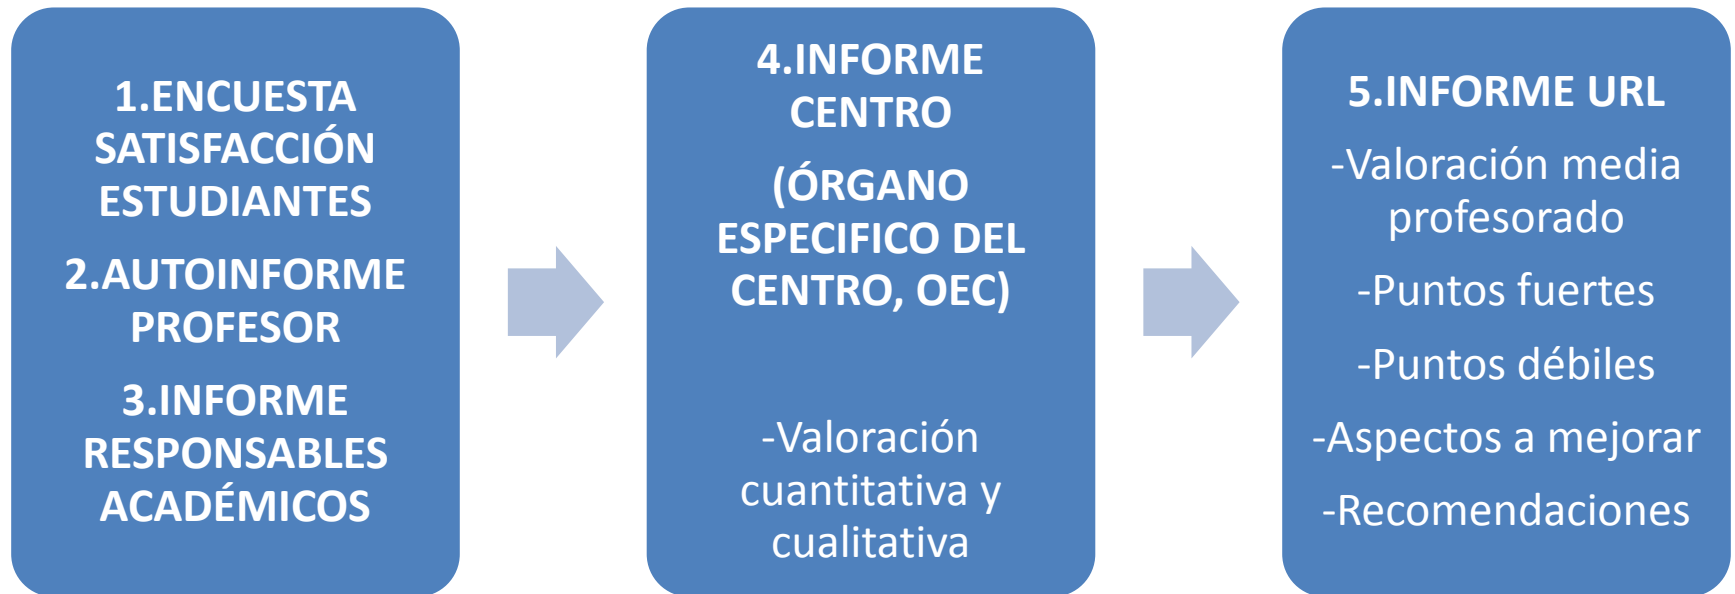 1.ENCUESTA
SATISFACCIÓN
ESTUDIANTES
2.AUTOINFORME
PROFESOR
3.INFORME
RESPONSABLES
ACADÉMICOS
4.INFORME
CENTRO
(ÓRGANO
ESPECIFICO DEL
CENTRO, OEC)
-Valoración
cuantitativa y
cualitativa
5.INFORME URL
-Valoración media
profesorado
-Puntos fuertes
-Puntos débiles
-Aspectos a mejorar
-Recomendaciones